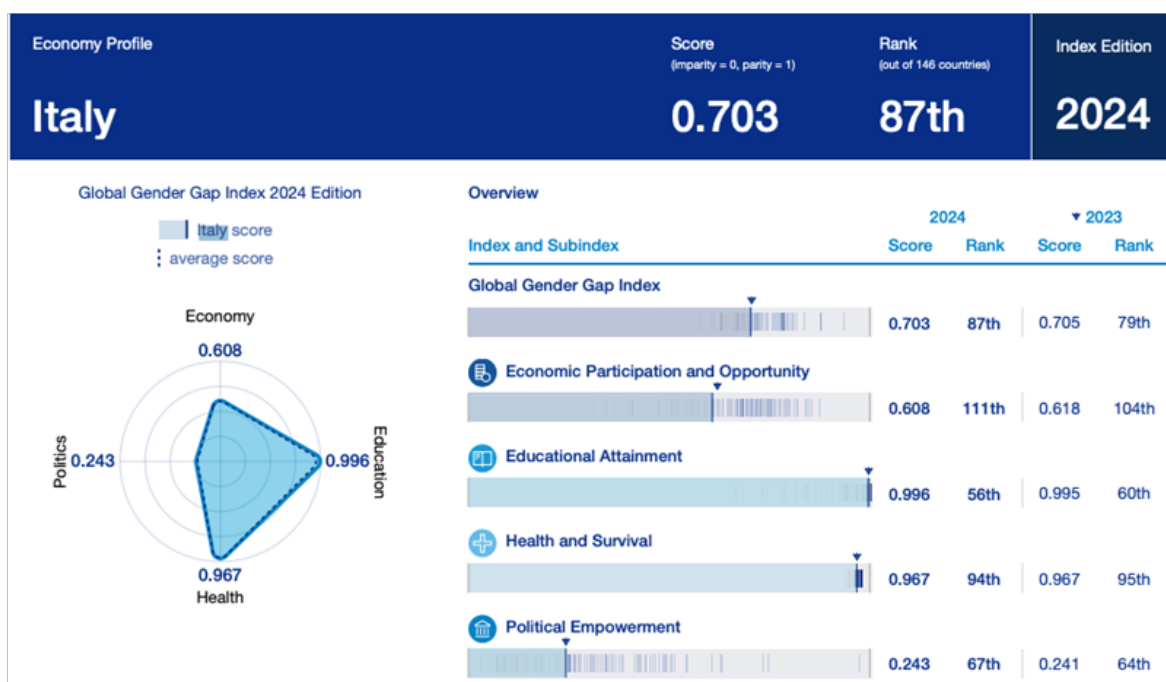 Economy Profile
Italy
Score
(imparity = 0, parity = 1)
0.703
Rank
(out of 146 countries)
87th
Index Edition
2024
Global Gender Gap Index 2024 Edition
Italy score
average score
Economy
0.608
Politics
0.243
0.996
Education
0.967
Health
Overview
2024 2023
Index and Subindex Score Rank Score Rank
Global Gender Gap Index
0.703 87th 0.705 79th
Economic Participation and Opportunity
0.608 111th 0.618 104th
Educational Attainment
0.996 56th 0.995 60th
Health and Survival
0.967 94th 0.967 95th
Political Empowerment
0.243 67th 0.241 64th